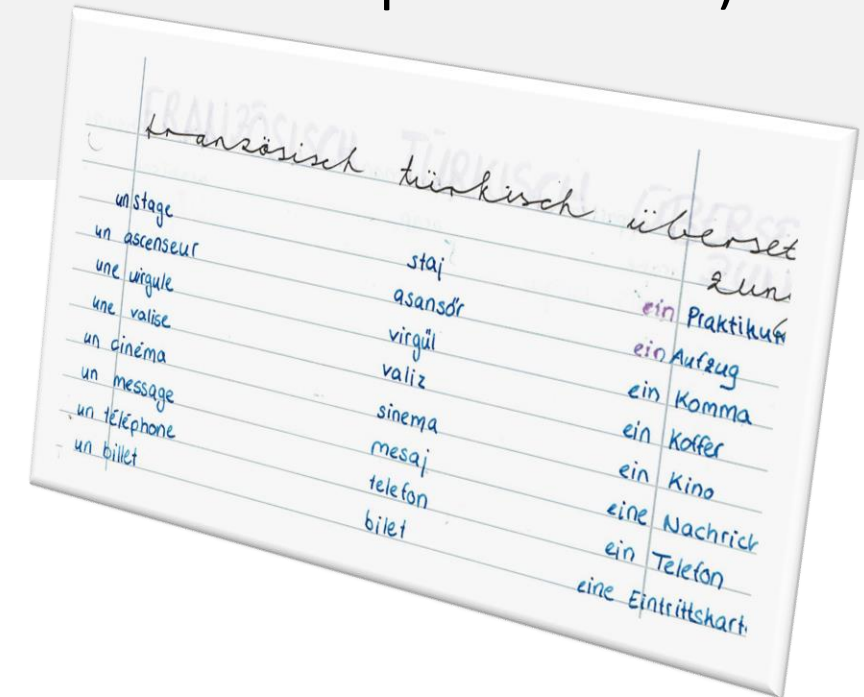 französisch türkisch überset
zun
un stage staj ein Praktikum
un ascenseur asansör ein Aufzug
une virgule virgül ein Komma
une valise valiz ein Koffer
un cinéma sinema ein Kino
un message mesaj eine Nachrich
un téléphone telefon ein Telefon
un billet bilet eine Eintrittskart